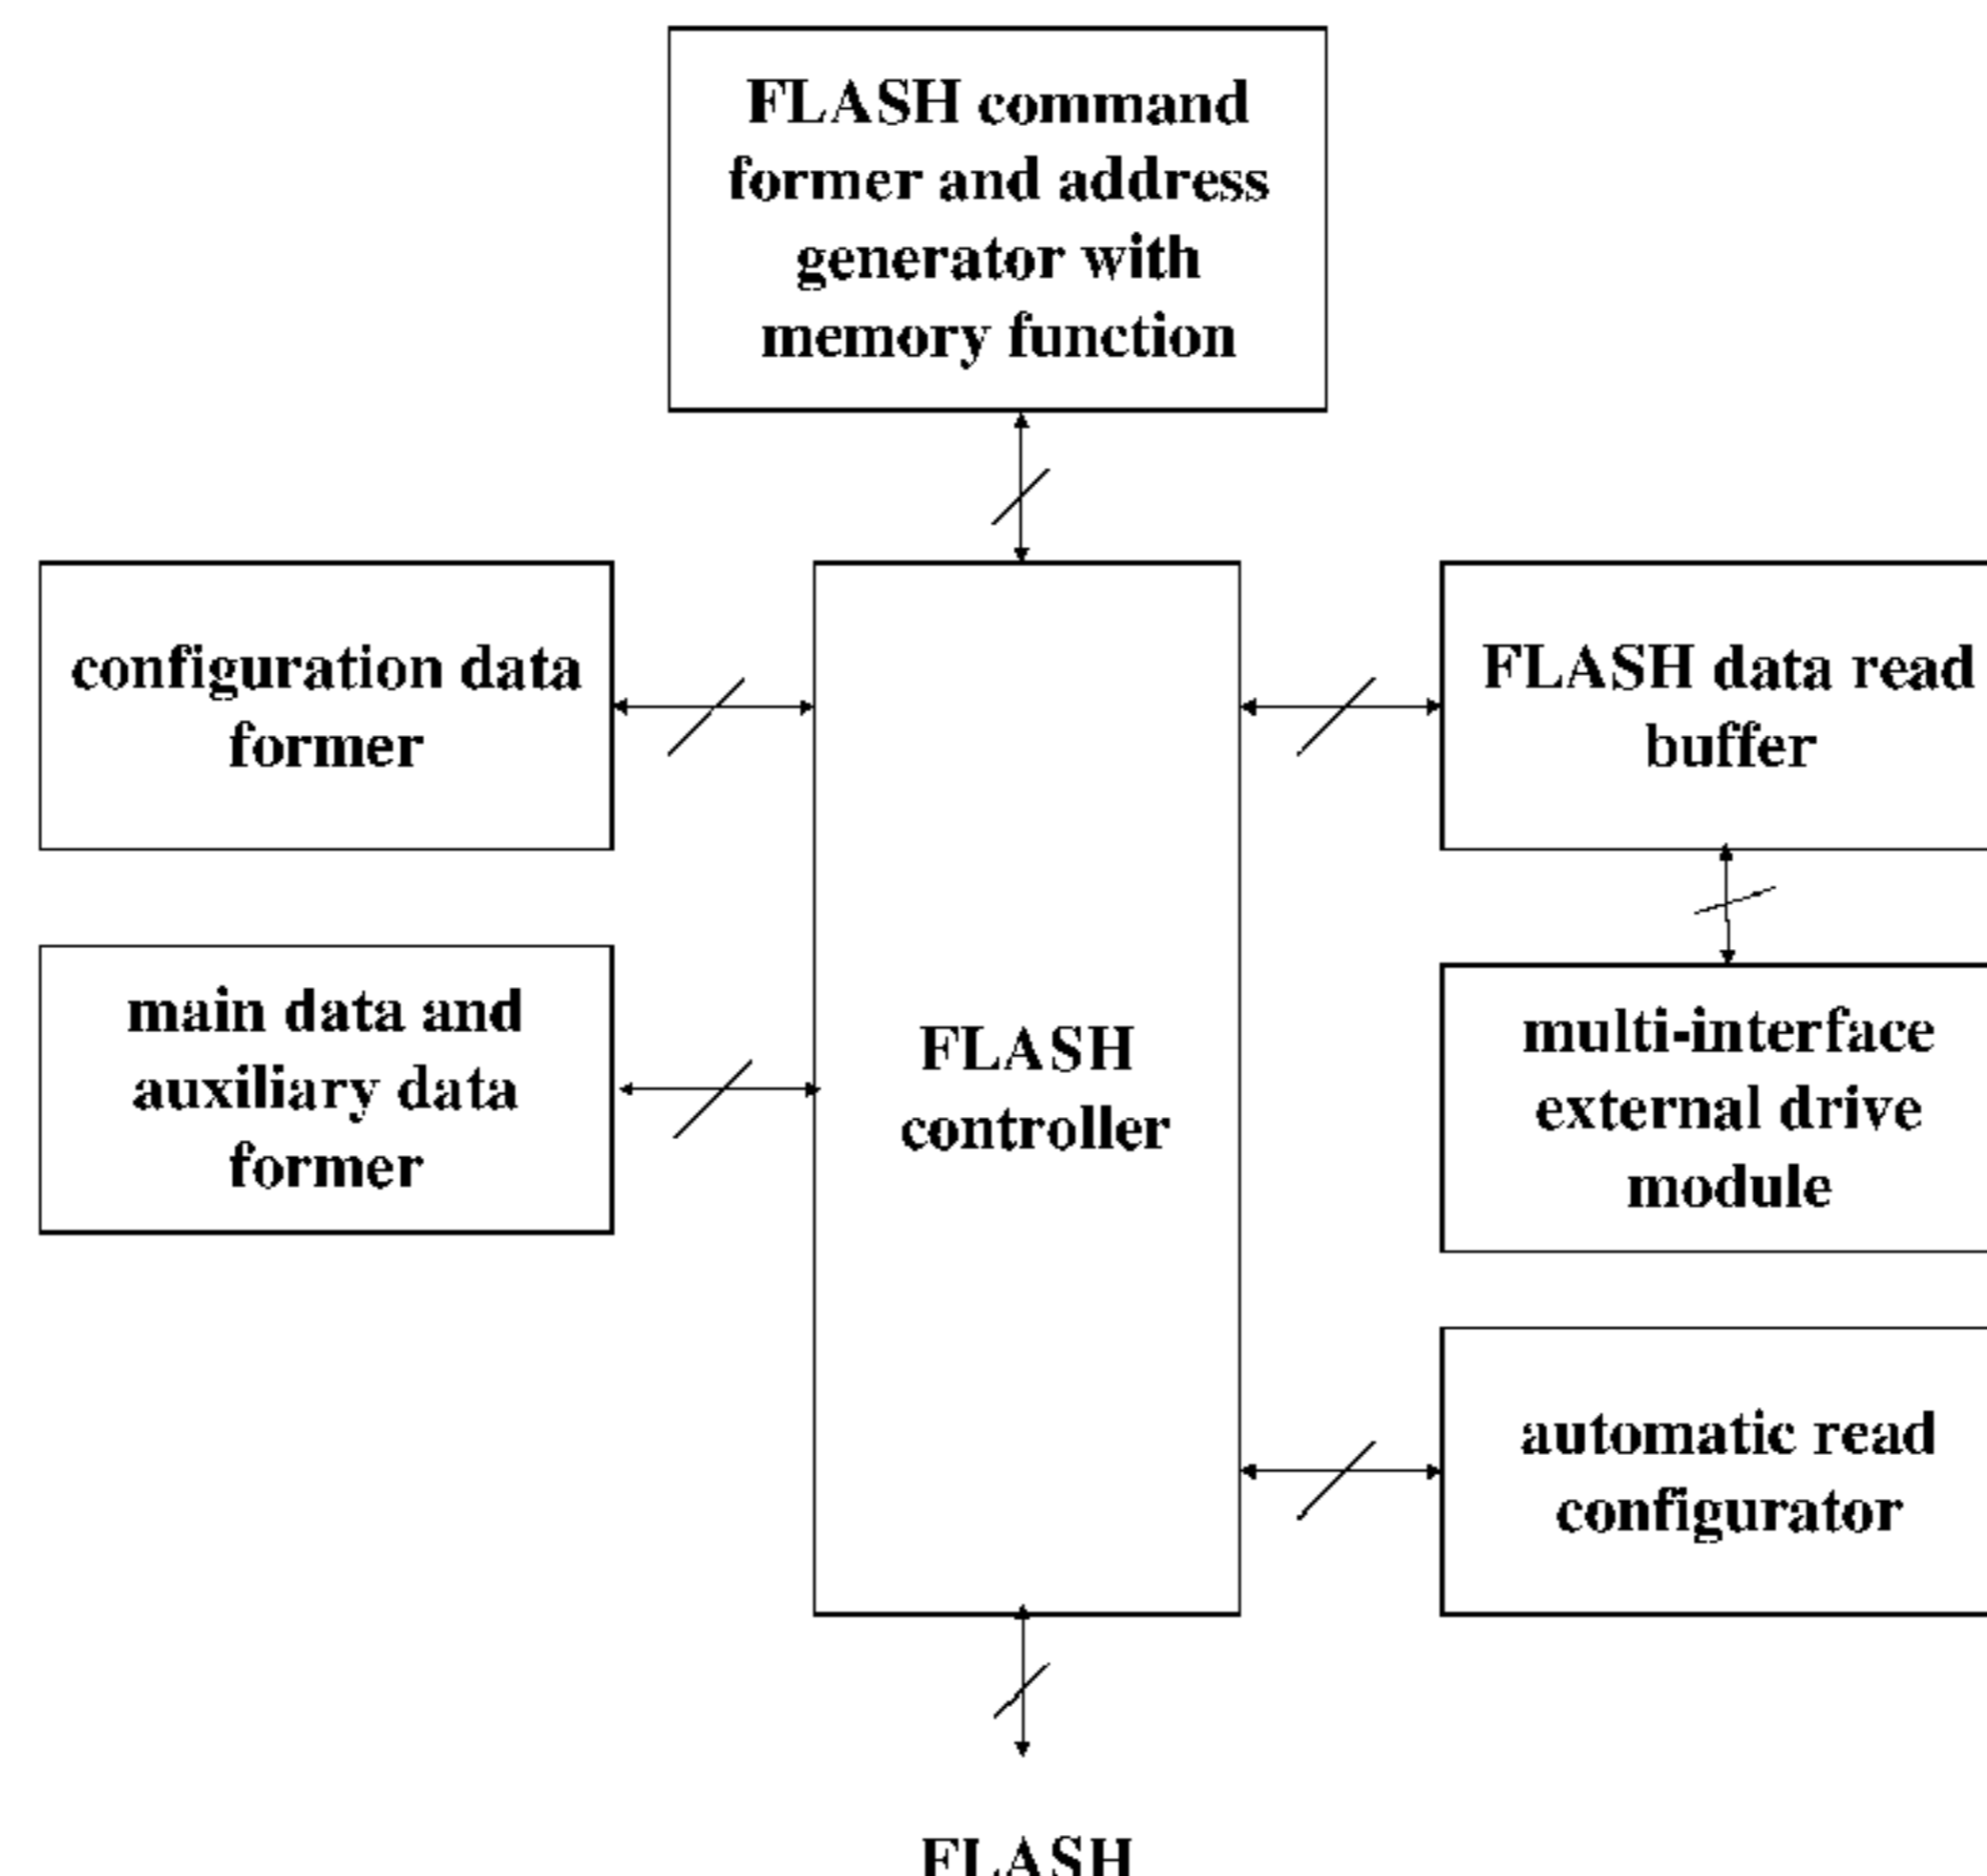 FLASH command
former and address
generator with
memory function
configuration data
former
main data and
auxiliary data
former
FLASH
controller
FLASH data read
buffer
multi-interface
external drive
module
automatic read
configurator
FLASH